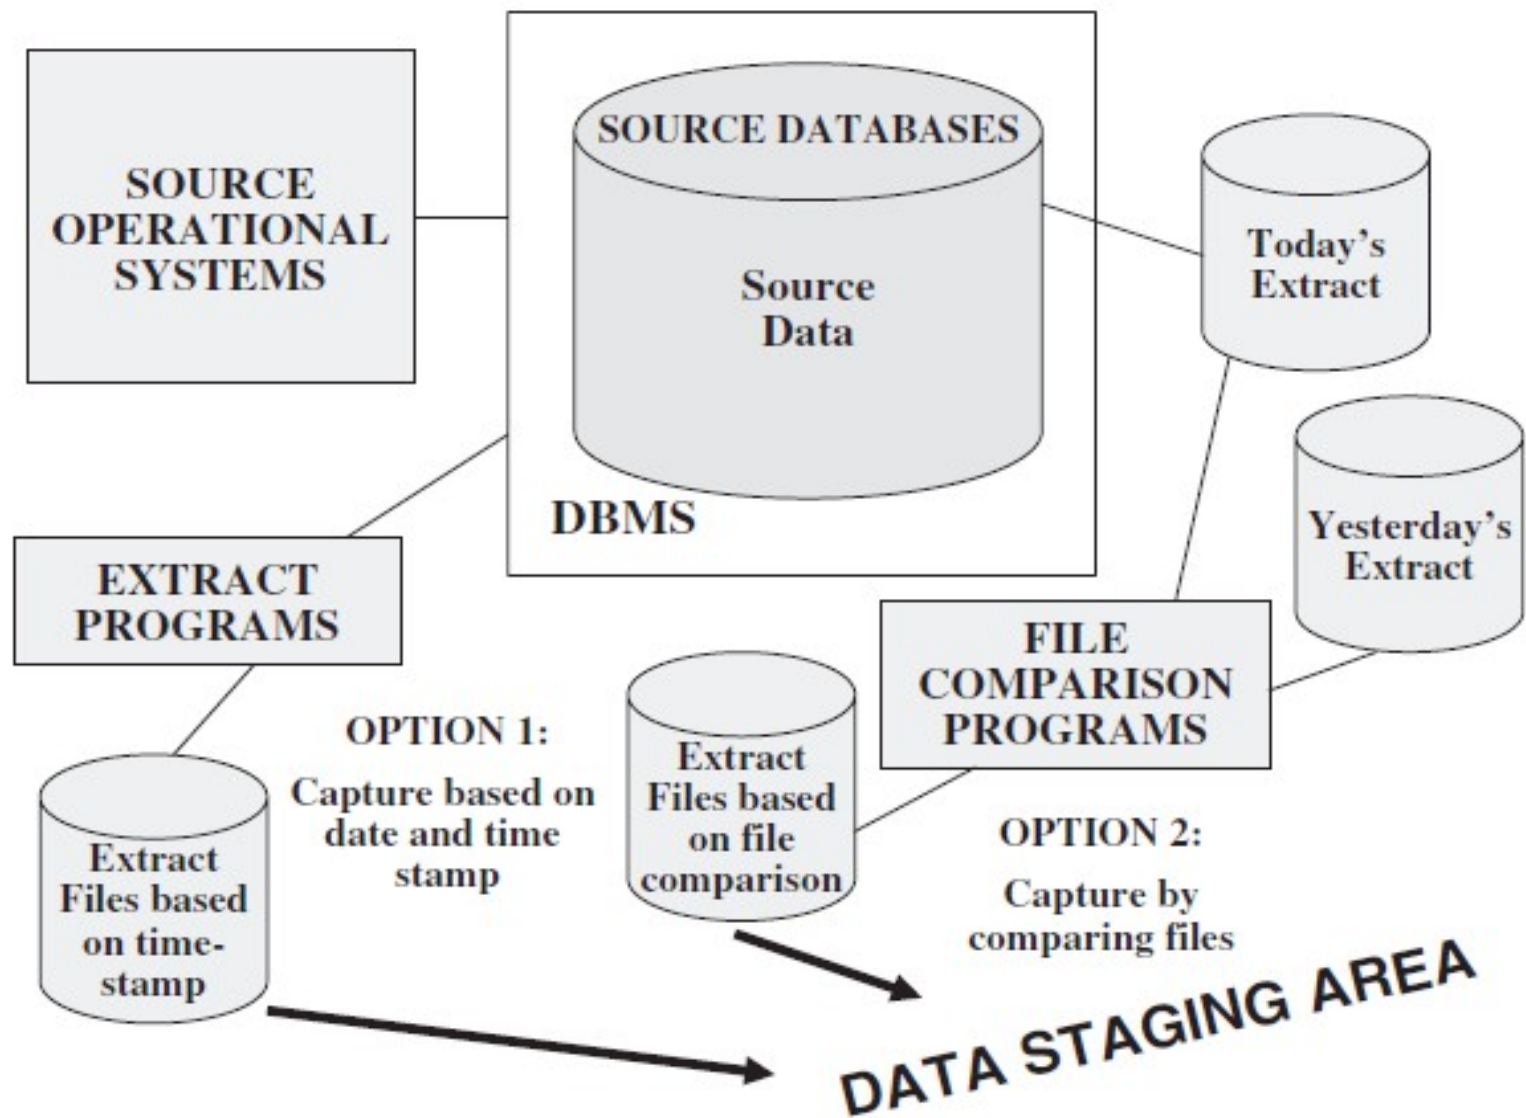 SOURCE
OPERATIONAL
SYSTEMS
SOURCE DATABASES
Source
Data
DBMS
Today's
Extract
Yesterday's
Extract
EXTRACT
PROGRAMS
FILE
COMPARISON
PROGRAMS
OPTION 1:
Capture based on
date and time
stamp
Extract
Files based
on file
comparison
OPTION 2:
Capture by
comparing files
Extract
Files based
on time-
stamp
DATA STAGING AREA